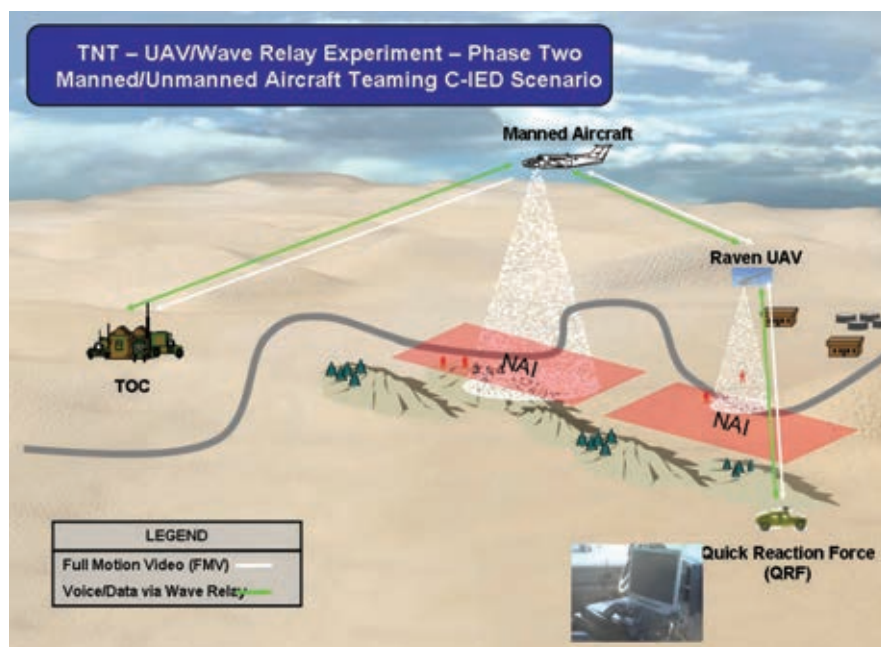 TNT – UAV/Wave Relay Experiment – Phase Two
Manned/Unmanned Aircraft Teaming C-IED Scenario
Manned Aircraft
Raven UAV
TOC
NAI
NAI
Quick Reaction Force
(QRF)
LEGEND
Full Motion Video (FMV)
Voice/Data via Wave Relay